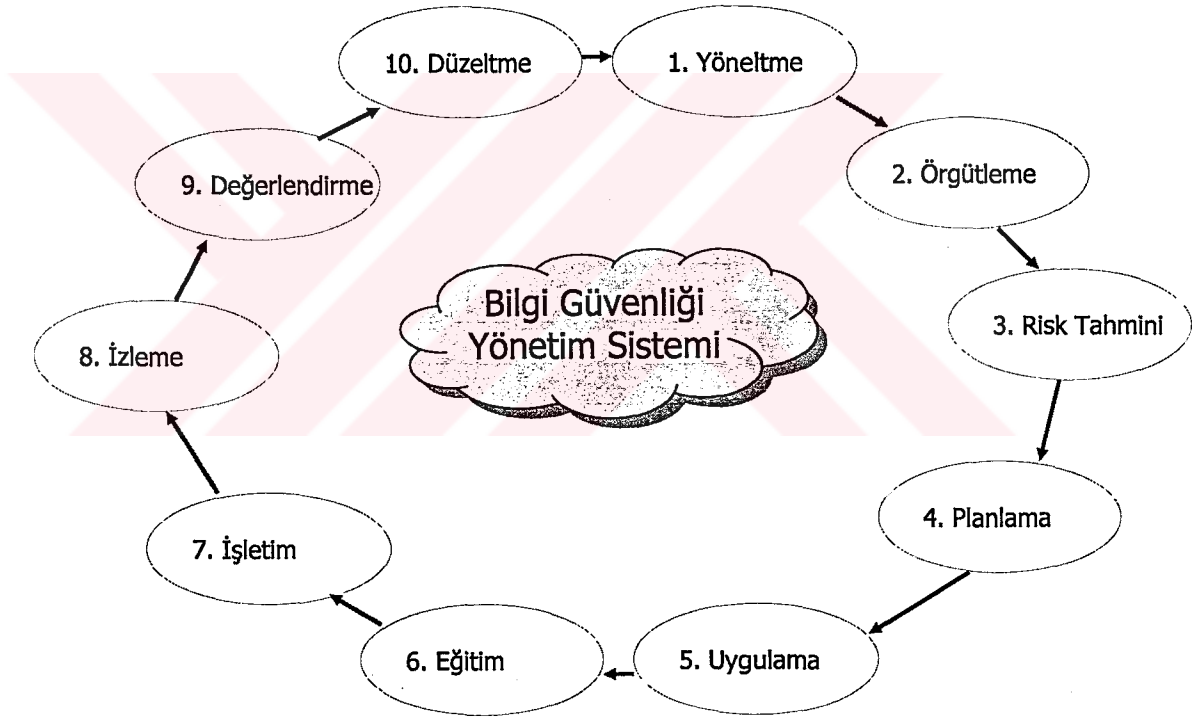 10. Düzeltme
1. Yöneltme
2. Örgütleme
3. Risk Tahmini
4. Planlama
5. Uygulama
6. Eğitim
7. İşletim
8. İzleme
9. Değerlendirme
Bilgi Güvenliği
Yönetim Sistemi